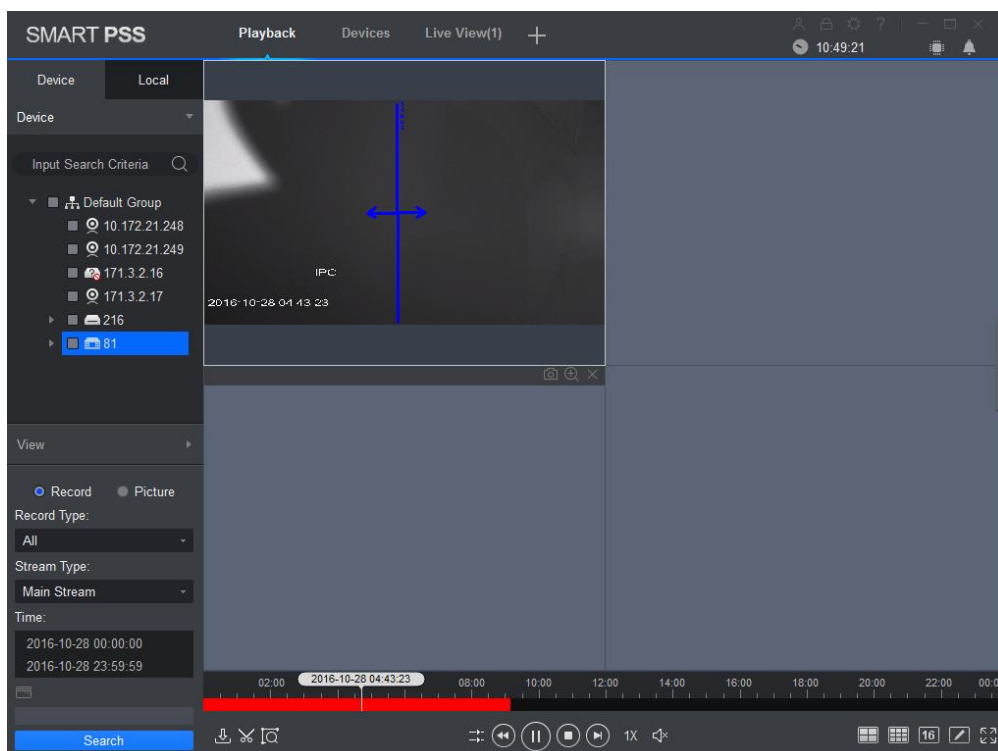 SMART PSS
Playback
Devices
Live View(1)
10:49:21
Device
Local
Device
Input Search Criteria
Default Group
10.172.21.248
10.172.21.249
171.3.2.16
171.3.2.17
216
81
IPC
2016-10-28 04 43 23
View
Record
Picture
Record Type:
All
Stream Type:
Main Stream
Time:
2016-10-28 00:00:00
2016-10-28 23:59:59
Search
02:00
2016-10-28 04:43:23
08:00
10:00
12:00
14:00
16:00
18:00
20:00
22:00
00:0
1X
16